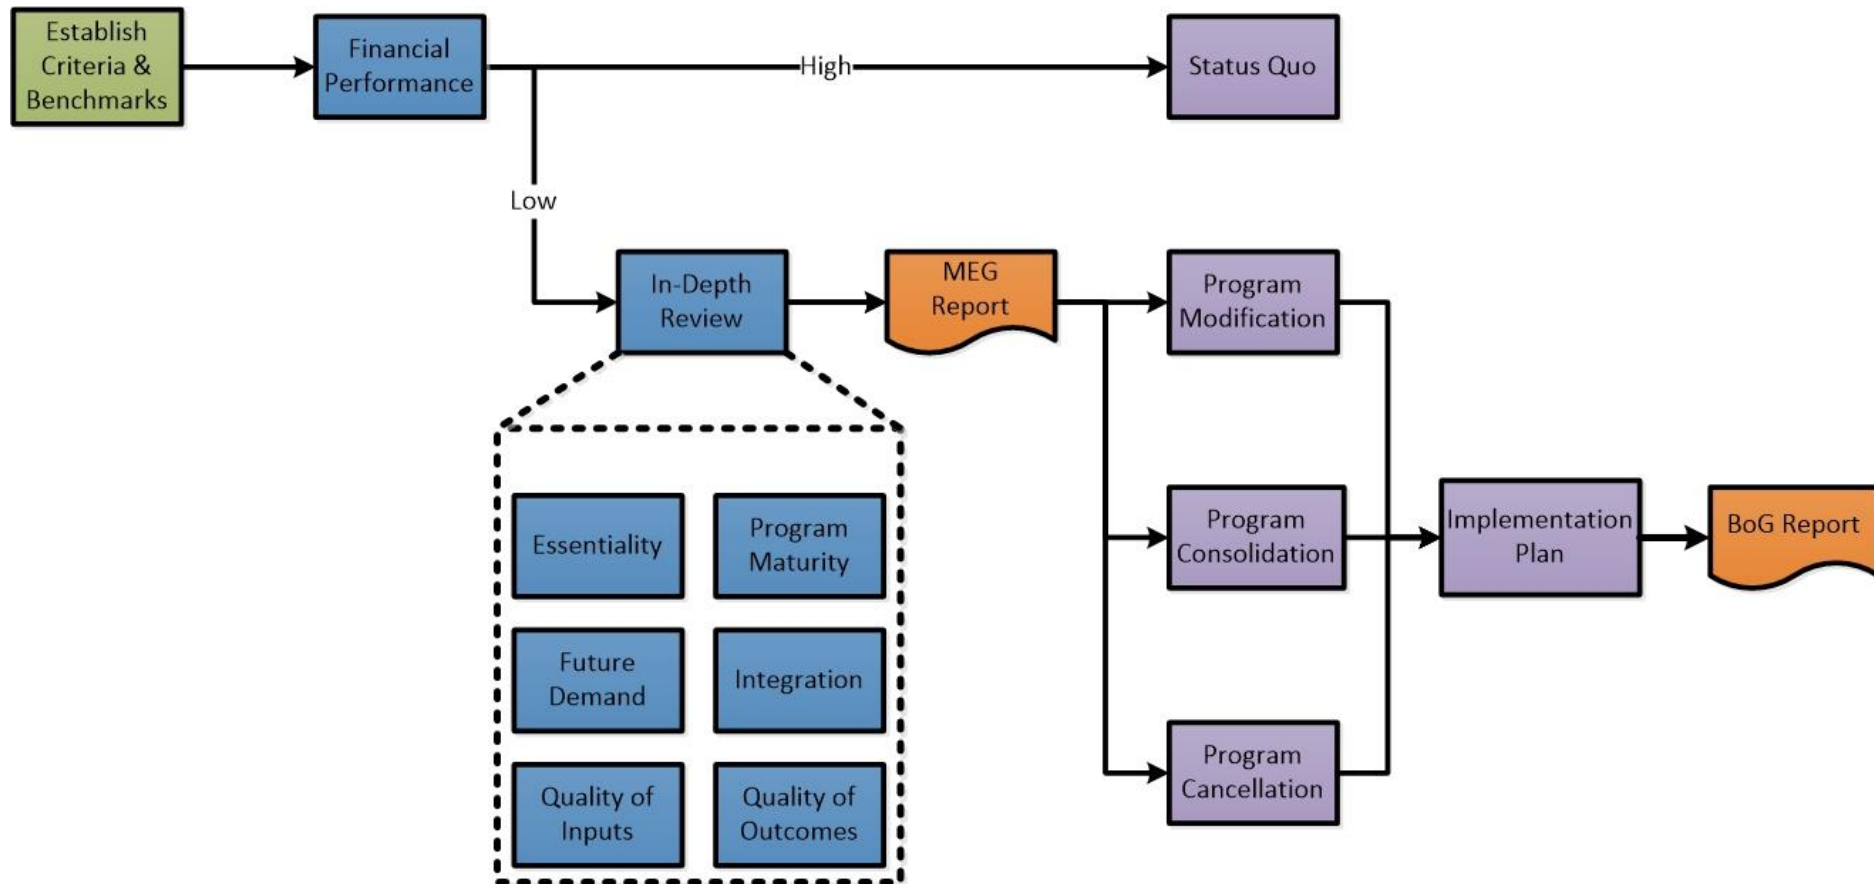 Establish
Criteria &
Benchmarks
Financial
Performance
High
Status Quo
Low
In-Depth
Review
MEG
Report
Program
Modification
Essentiality
Program
Maturity
Program
Consolidation
Implementation
Plan
BoG Report
Future
Demand
Integration
Quality of
Inputs
Quality of
Outcomes
Program
Cancellation